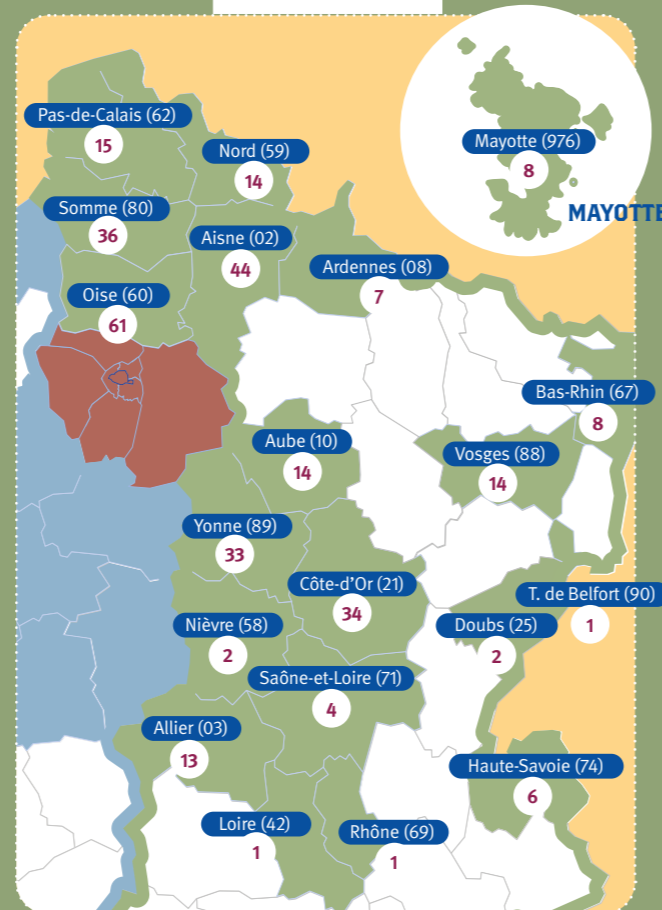 Pas-de-Calais (62)
15
Nord (59)
14
Mayotte (976)
8
MAYOTTE
Somme (80)
36
Aisne (02)
44
Ardennes (08)
7
Oise (60)
61
Bas-Rhin (67)
8
Aube (10)
14
Vosges (88)
14
Yonne (89)
33
Côte-d'Or (21)
34
T. de Belfort (90)
1
Nièvre (58)
2
Doubs (25)
2
Saône-et-Loire (71)
4
Allier (03)
13
Haute-Savoie (74)
6
Loire (42)
1
Rhône (69)
1